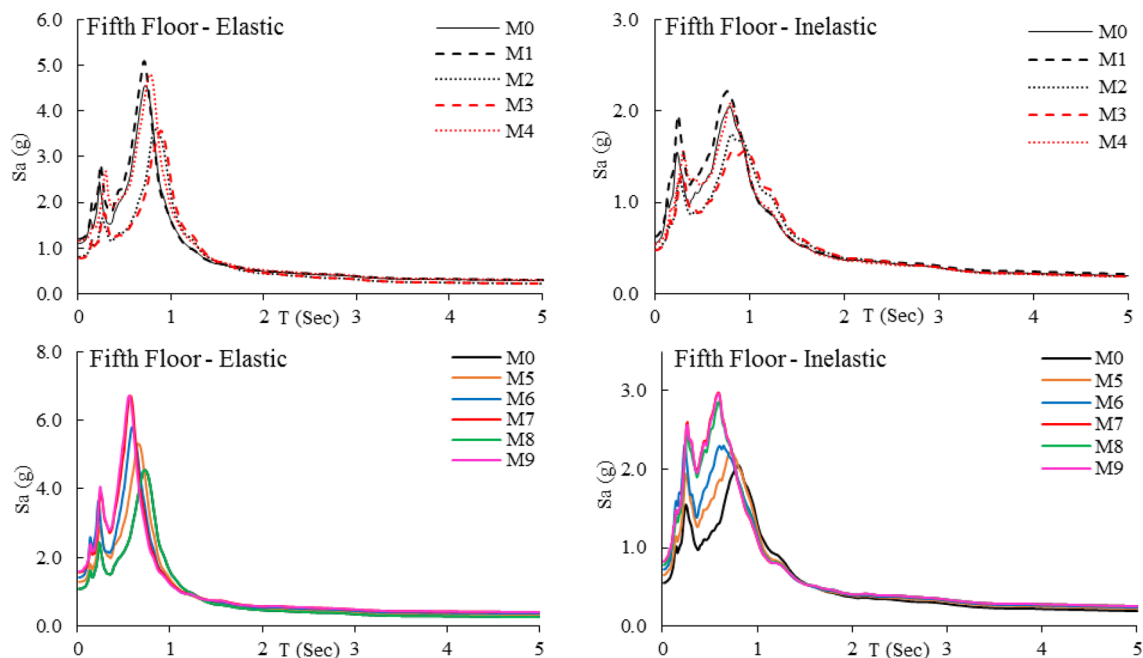 Fifth Floor - Elastic
M0
M1
M2
M3
M4
6.0
5.0
4.0
3.0
2.0
1.0
0.0
Sa (g)
0
1
2
3
4
5
T (Sec)
Fifth Floor - Inelastic
M0
M1
M2
M3
M4
3.0
2.0
1.0
0.0
Sa (g)
0
1
2
3
4
5
T (Sec)
Fifth Floor - Elastic
M0
M5
M6
M7
M8
M9
8.0
6.0
4.0
2.0
0.0
Sa (g)
0
1
2
3
4
5
T (Sec)
Fifth Floor - Inelastic
M0
M5
M6
M7
M8
M9
3.0
2.0
1.0
0.0
Sa (g)
0
1
2
3
4
5
T (Sec)